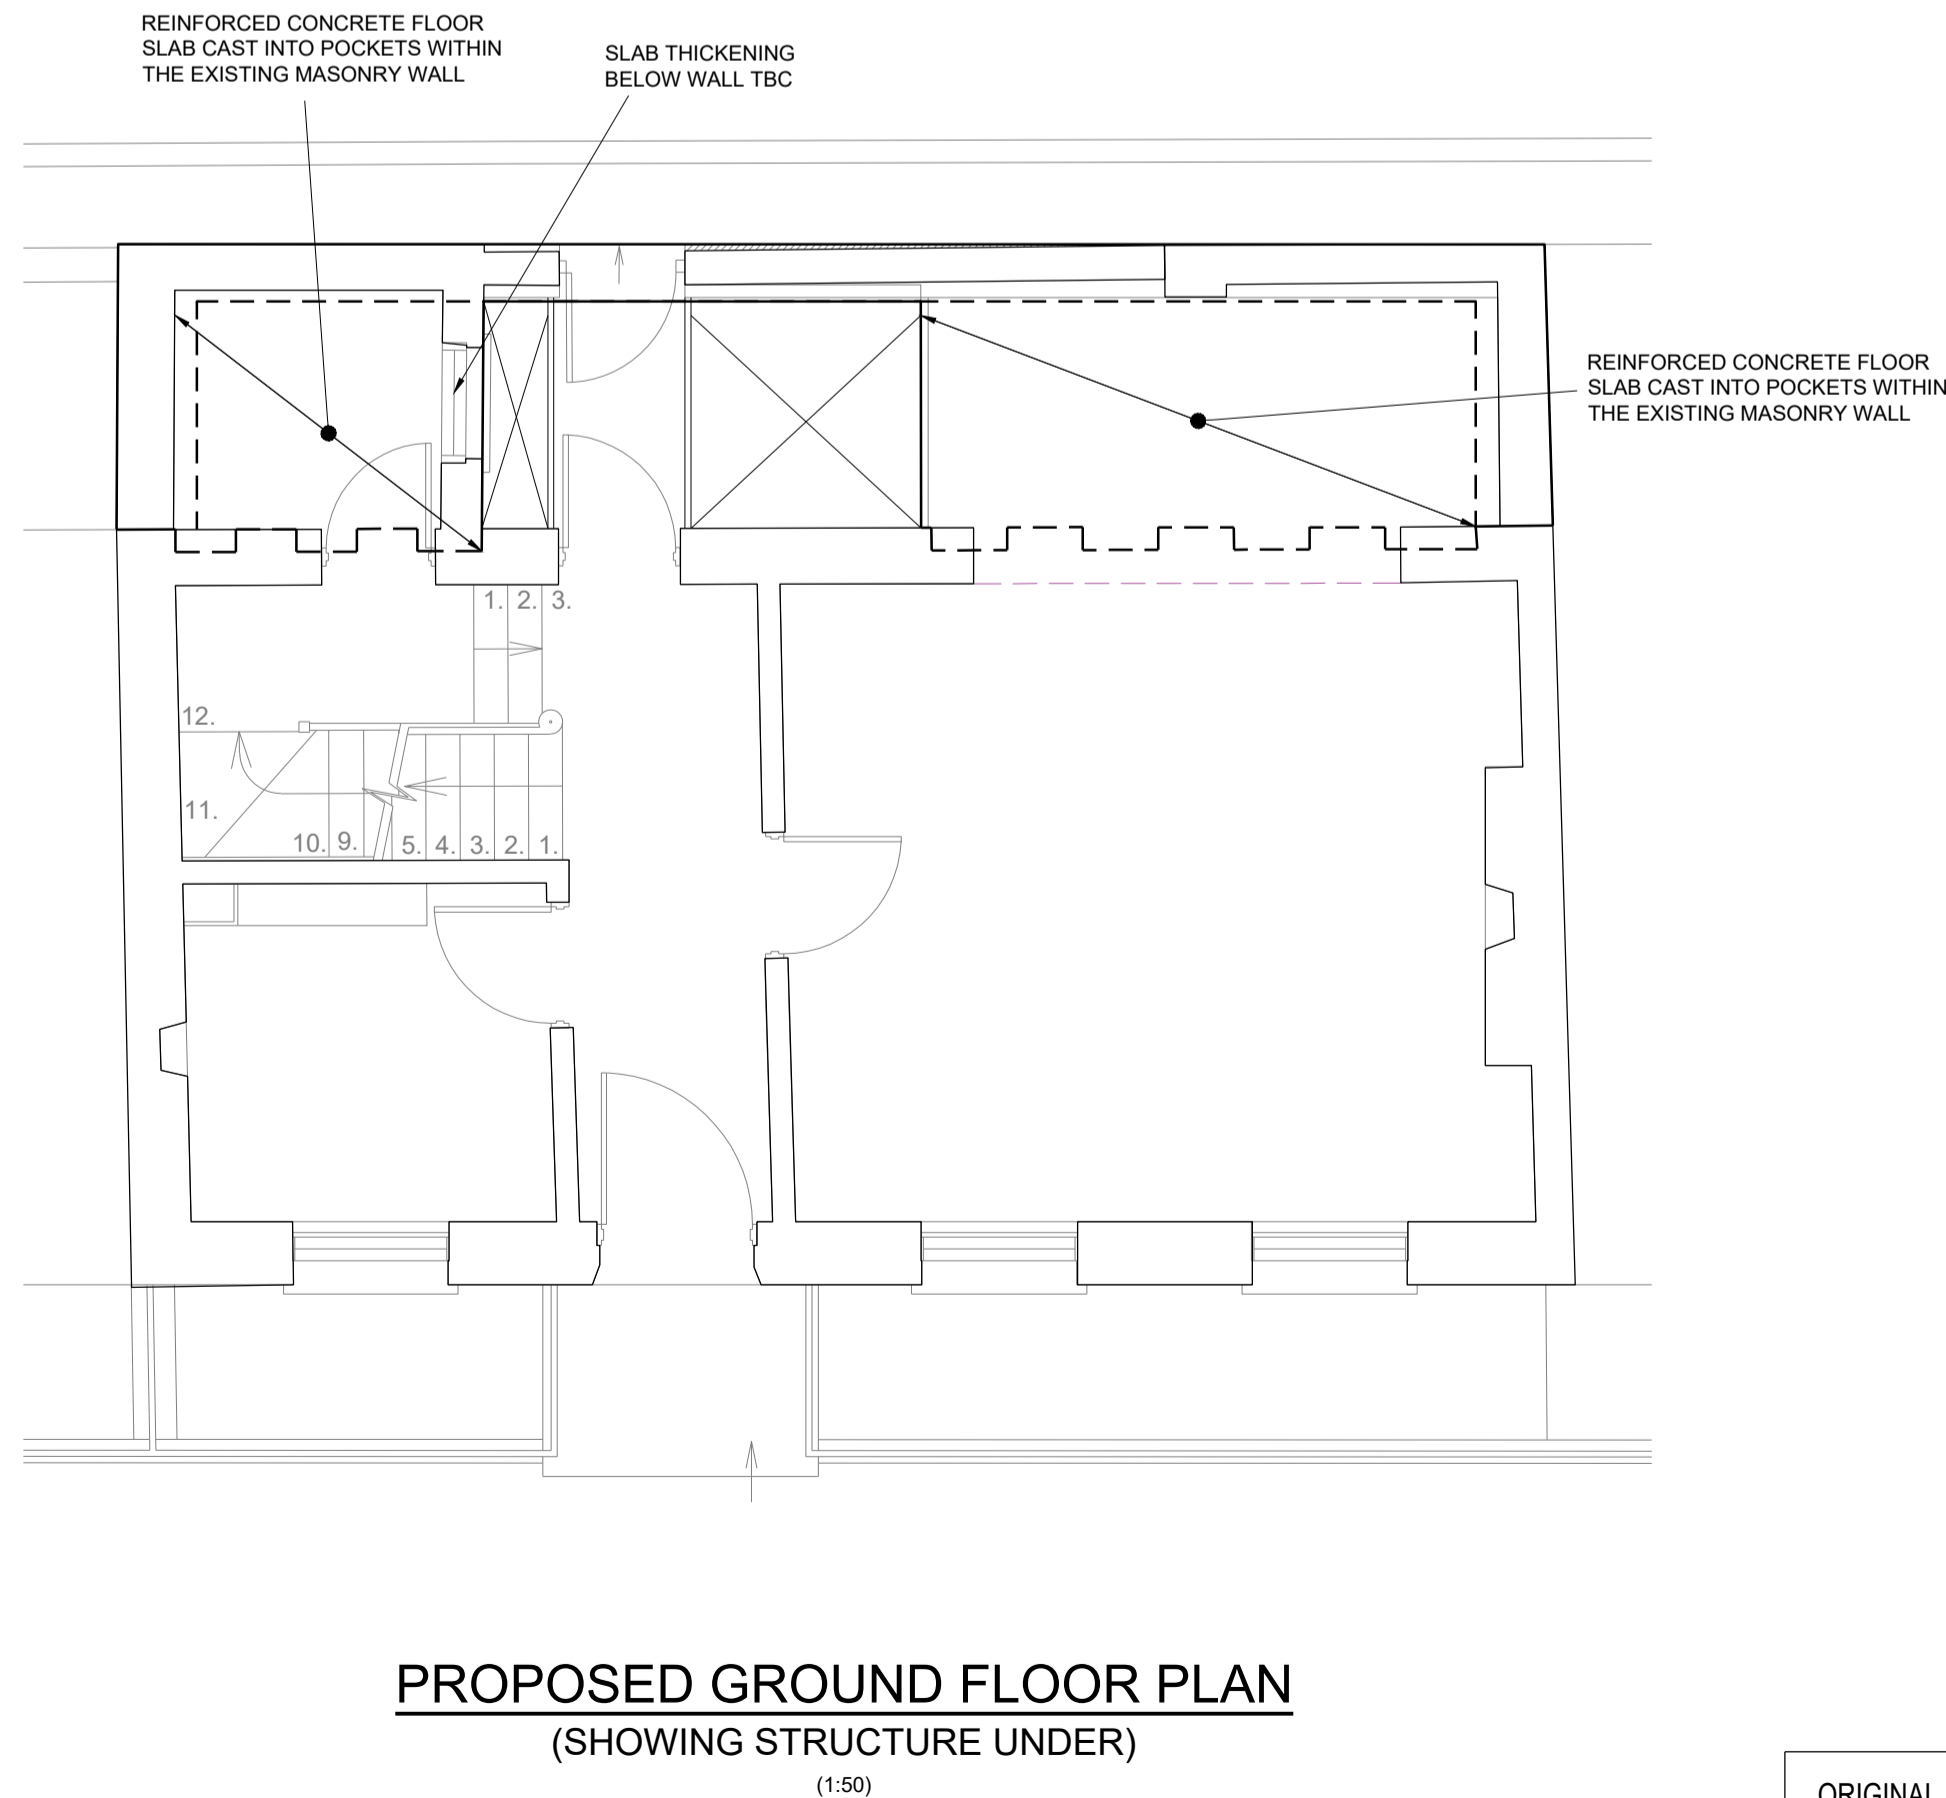 REINFORCED CONCRETE FLOOR
SLAB CAST INTO POCKETS WITHIN
THE EXISTING MASONRY WALL
SLAB THICKENING
BELOW WALL TBC
REINFORCED CONCRETE FLOOR
SLAB CAST INTO POCKETS WITHIN
THE EXISTING MASONRY WALL
1. 2. 3.
12.
11.
10. 9. 5. 4. 3. 2. 1.
PROPOSED GROUND FLOOR PLAN
(SHOWING STRUCTURE UNDER)
(1:50)
ORIGINAL